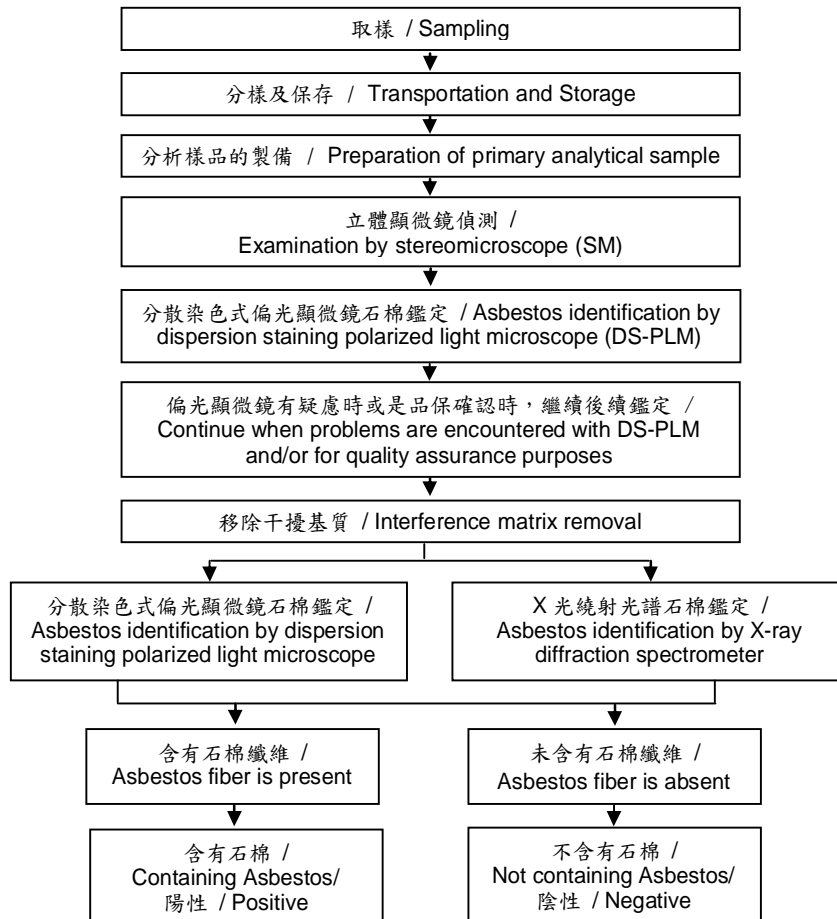 取樣 / Sampling
分樣及保存 / Transportation and Storage
分析樣品的製備 / Preparation of primary analytical sample
立體顯微鏡偵測 /
Examination by stereomicroscope (SM)
分散染色式偏光顯微鏡石棉鑑定 / Asbestos identification by
dispersion staining polarized light microscope (DS-PLM)
偏光顯微鏡有疑慮時或是品保確認時，繼續後續鑑定 /
Continue when problems are encountered with DS-PLM
and/or for quality assurance purposes
移除干擾基質 / Interference matrix removal
分散染色式偏光顯微鏡石棉鑑定 /
Asbestos identification by dispersion
staining polarized light microscope
X 光繞射光譜石棉鑑定 /
Asbestos identification by X-ray
diffraction spectrometer
含有石棉纖維 /
Asbestos fiber is present
未含有石棉纖維 /
Asbestos fiber is absent
含有石棉 /
Containing Asbestos/
陽性 / Positive
不含有石棉 /
Not containing Asbestos/
陰性 / Negative